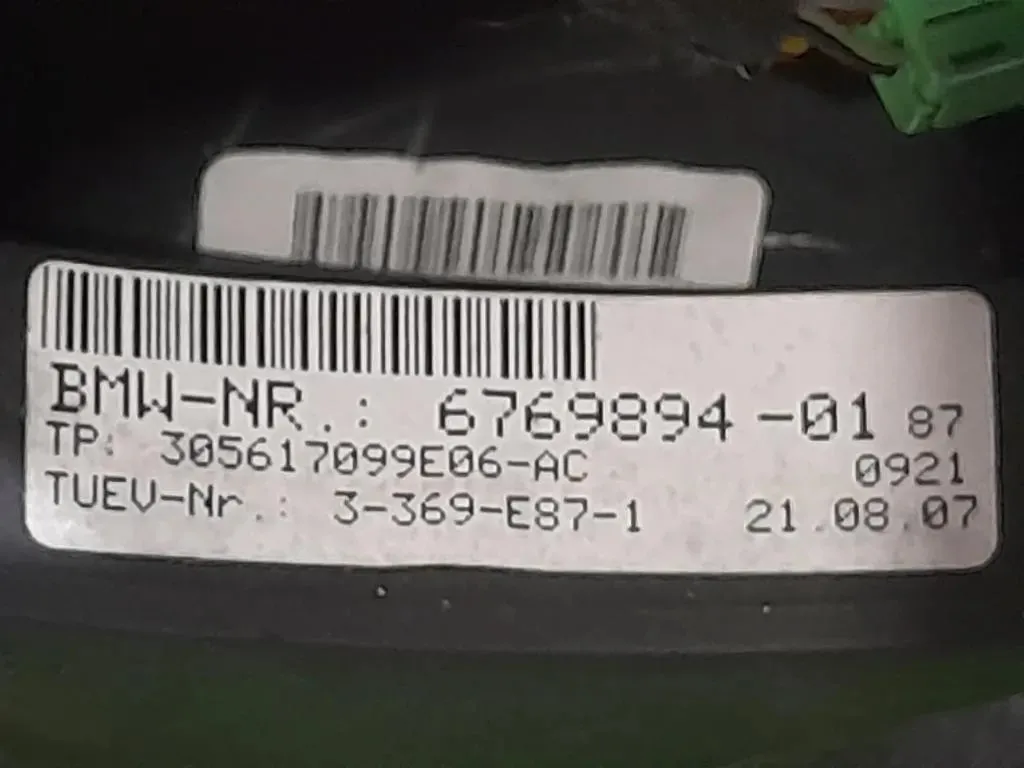 BMW-NR.: 6769894-01 87
TP: 305617099E06-AC 0921
TUEV-Nr.: 3-369-E87-1 21.08.07